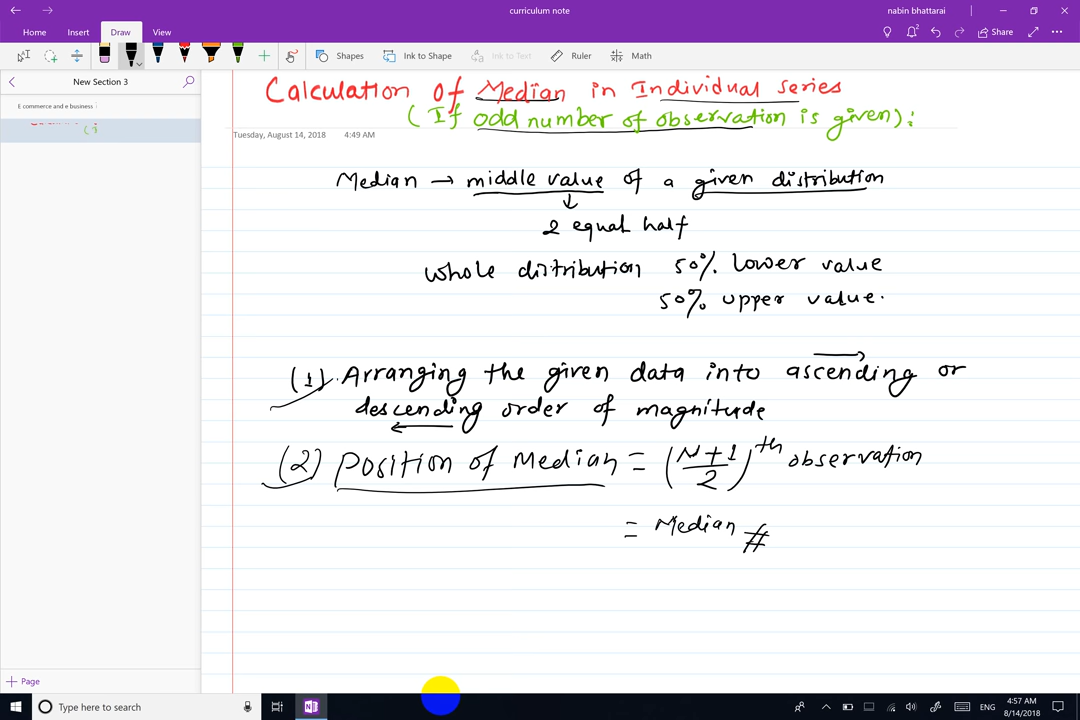 curriculum note
nabin bhattarai
Home Insert Draw View
Share
Shapes Ink to Shape Ink to Text Ruler Math
New Section 3
E commerce and e business
Calculation of Median in Individual series
(If odd number of observation is given):
Tuesday, August 14, 2018 4:49 AM
Median → middle value of a given distribution
↓
2 equal half
whole distribution 50% lower value
50% upper value.
(1). Arranging the given data into ascending or
descending order of magnitude
(2) Position of Median = (N+1/2)th observation
= Median #
+ Page
Type here to search
ENG
4:57 AM
8/14/2018